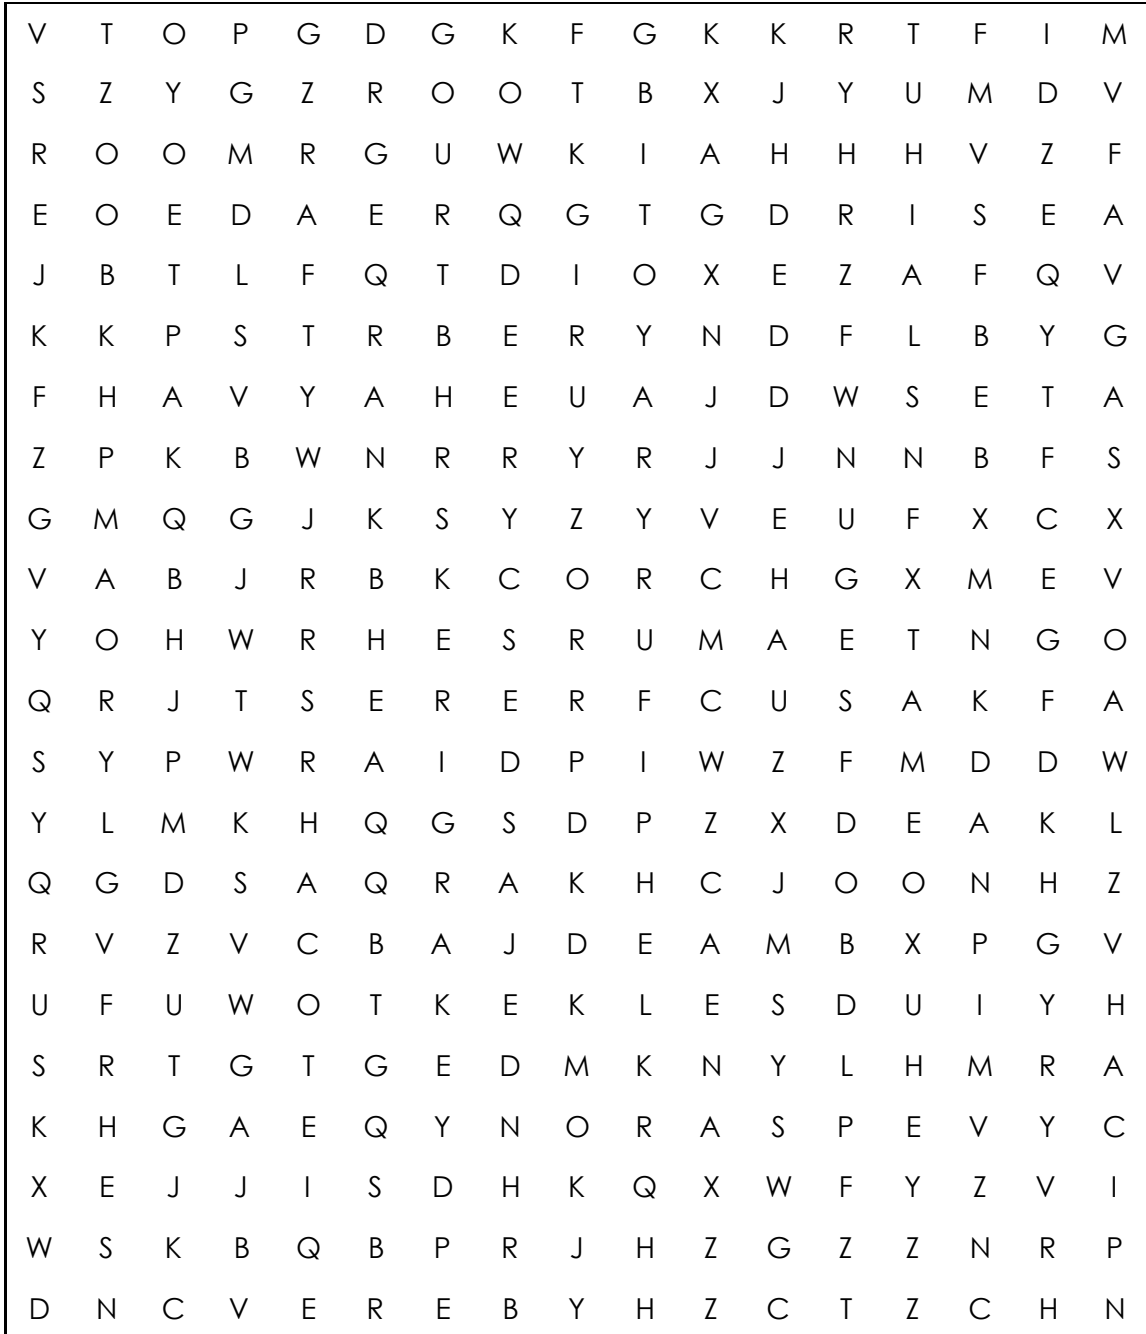 V T O P G D G K F G K K R T F I M
S Z Y G Z R O O T B X J Y U M D V
R O O M R G U W K I A H H H V Z F
E O E D A E R Q G T G D R I S E A
J B T L F Q T D I O X E Z A F Q V
K K P S T R B E R Y N D F L B Y G
F H A V Y A H E U A J D W S E T A
Z P K B W N R R Y R J J N N B F S
G M Q G J K S Y Z Y V E U F X C X
V A B J R B K C O R C H G X M E V
Y O H W R H E S R U M A E T N G O
Q R J T S E R E R F C U S A K F A
S Y P W R A I D P I W Z F M D D W
Y L M K H Q G S D P Z X D E A K L
Q G D S A Q R A K H C J O O N H Z
R V Z V C B A J D E A M B X P G V
U F U W O T K E K L E S D U I Y H
S R T G T G E D M K N Y L H M R A
K H G A E Q Y N O R A S P E V Y C
X E J J I S D H K Q X W F Y Z V I
W S K B Q B P R J H Z G Z Z N R P
D N C V E R E B Y H Z C T Z C H N